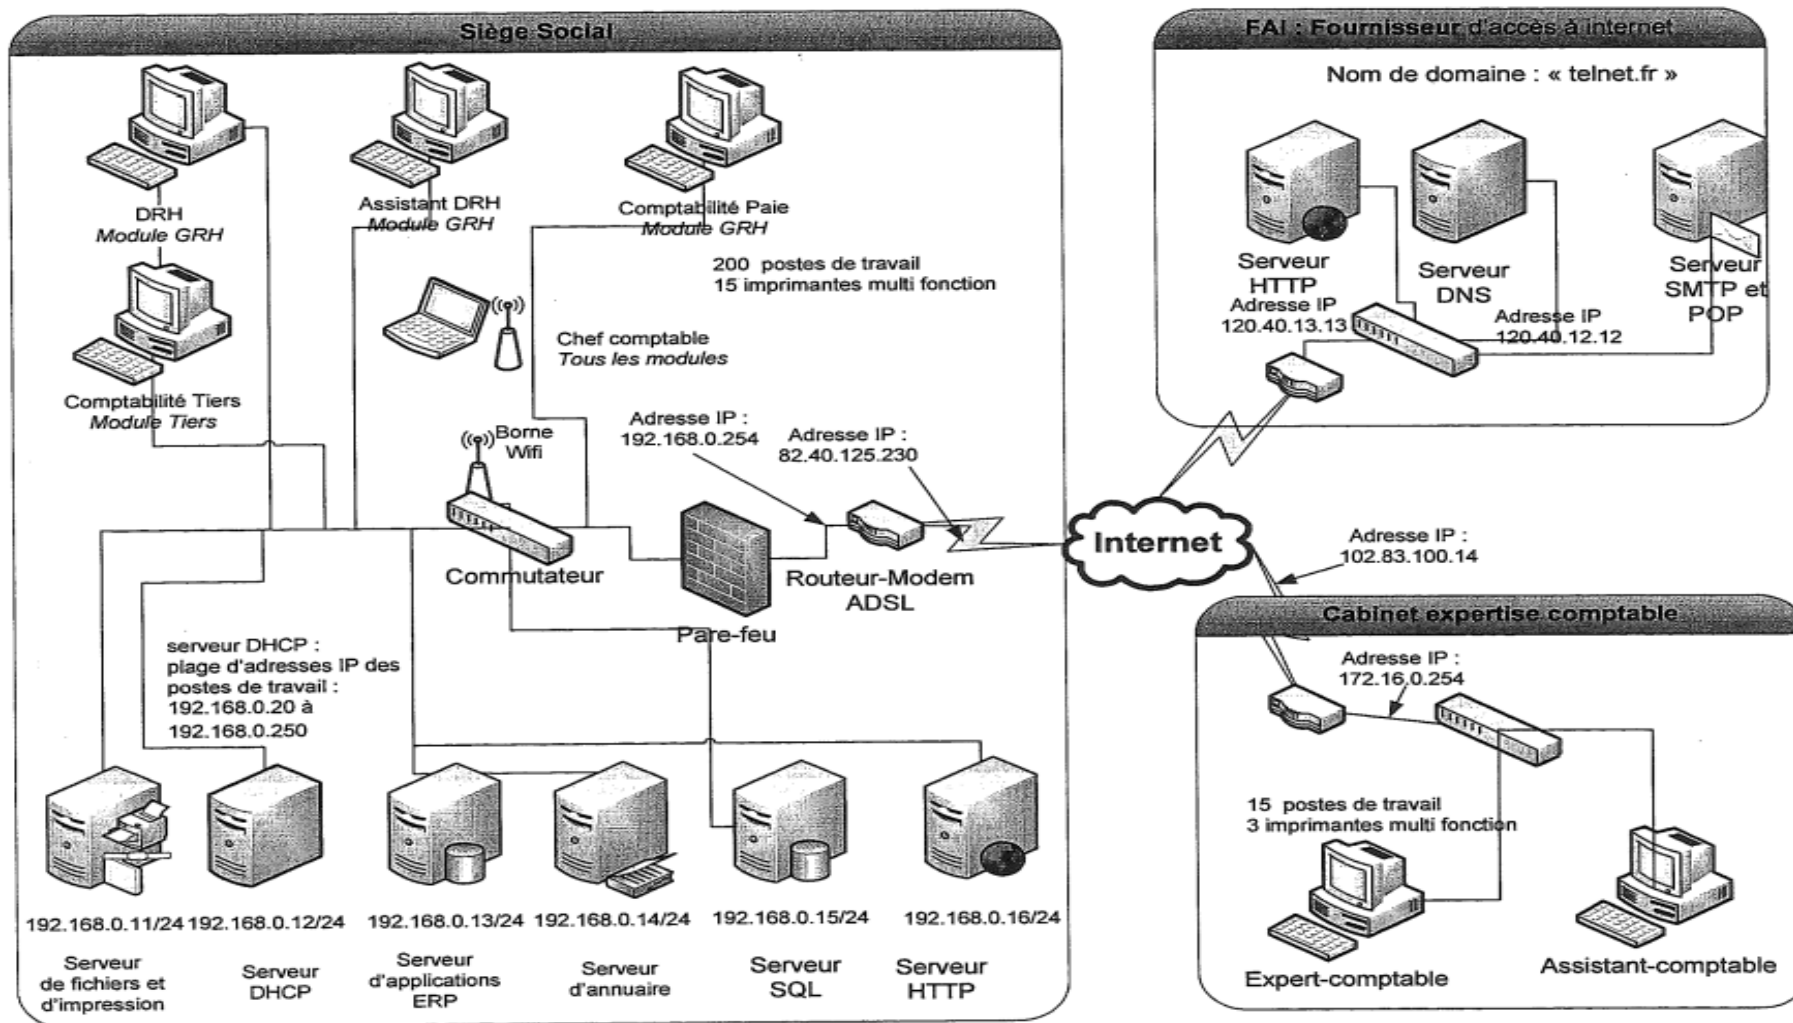 Siège Social
DRH
Module GRH
Assistant DRH
Module GRH
Comptabilité Paie
Module GRH
200 postes de travail
15 imprimantes multi fonction
Chef comptable
Tous les modules
Comptabilité Tiers
Module Tiers
Borne
Wifi
Adresse IP :
192.168.0.254
Adresse IP :
82.40.125.230
Commutateur
Pare-feu
Routeur-Modem
ADSL
serveur DHCP :
plage d'adresses IP des
postes de travail :
192.168.0.20 à
192.168.0.250
192.168.0.11/24
192.168.0.12/24
192.168.0.13/24
192.168.0.14/24
192.168.0.15/24
192.168.0.16/24
Serveur
de fichiers et
d'impression
Serveur
DHCP
Serveur
d'applications
ERP
Serveur
d'annuaire
Serveur
SQL
Serveur
HTTP
Internet
FAI : Fournisseur d'accès à internet
Nom de domaine : « telnet.fr »
Serveur
HTTP
Serveur
DNS
Serveur
SMTP et
POP
Adresse IP
120.40.13.13
Adresse IP
120.40.12.12
Adresse IP :
102.83.100.14
Cabinet expertise comptable
Adresse IP :
172.16.0.254
15 postes de travail
3 imprimantes multi fonction
Expert-comptable
Assistant-comptable